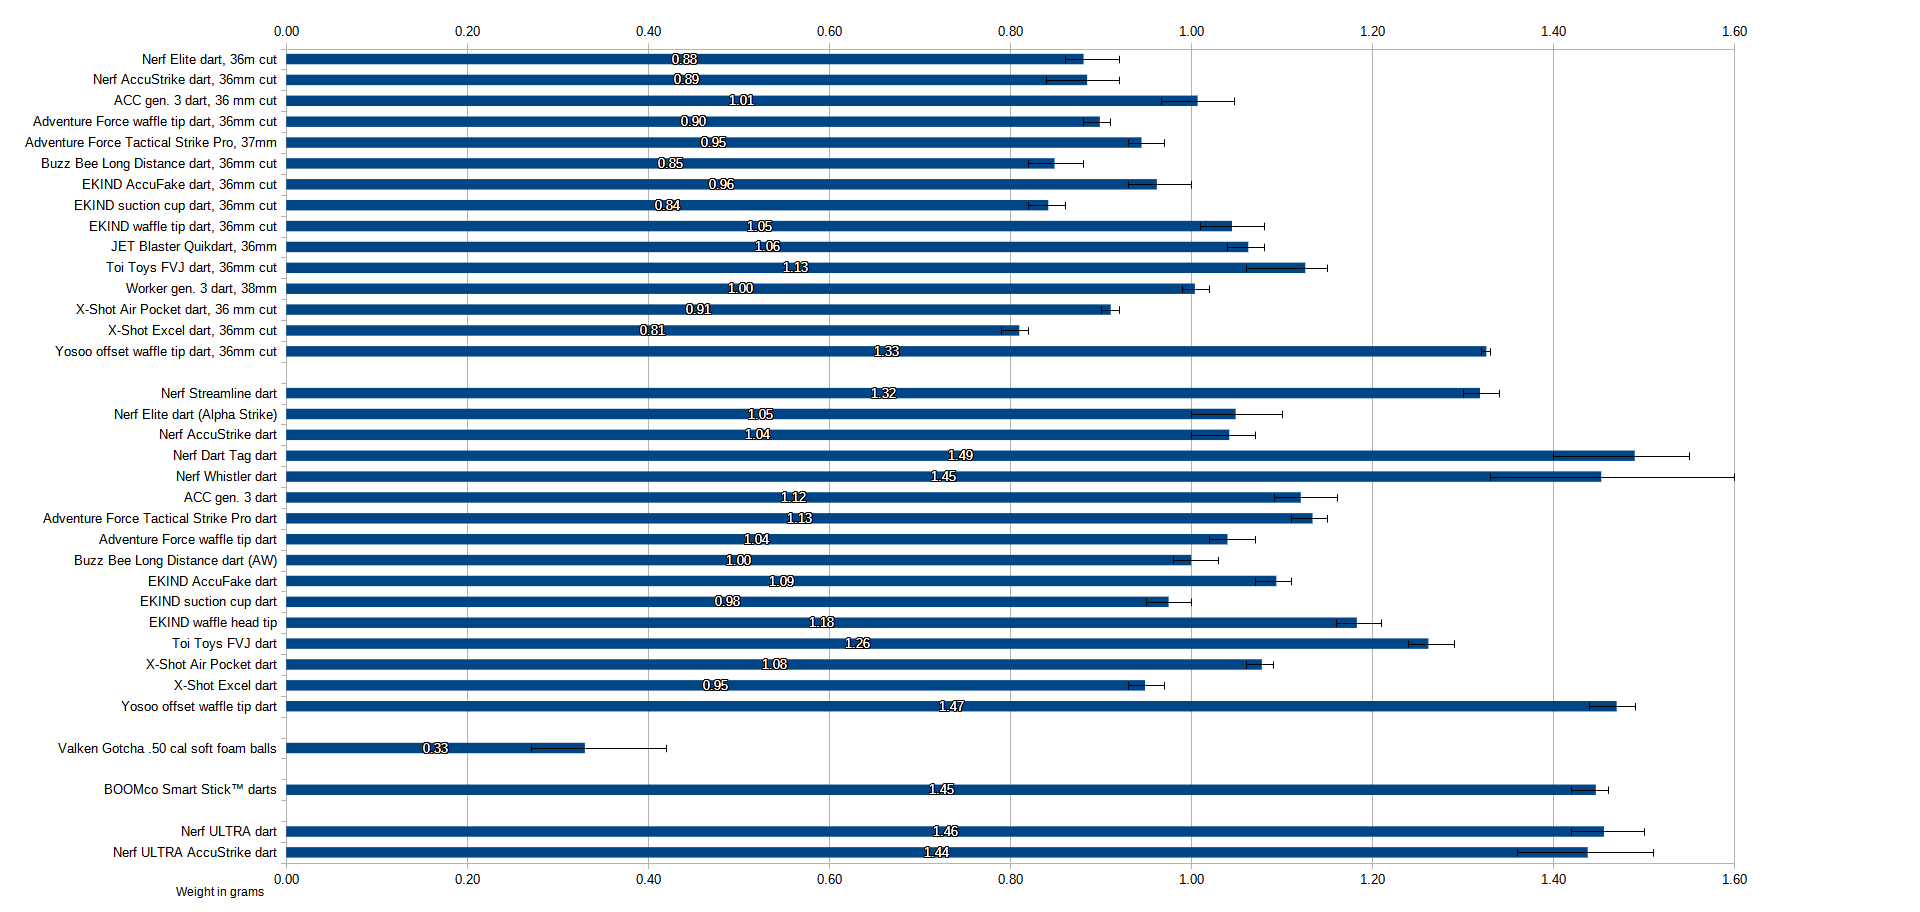 0.00 0.20 0.40 0.60 0.80 1.00 1.20 1.40 1.60
Nerf Elite dart, 36m cut 0.88
Nerf AccuStrike dart, 36mm cut 0.89
ACC gen. 3 dart, 36 mm cut 1.01
Adventure Force waffle tip dart, 36mm cut 0.90
Adventure Force Tactical Strike Pro, 37mm 0.95
Buzz Bee Long Distance dart, 36mm cut 0.85
EKIND AccuFake dart, 36mm cut 0.96
EKIND suction cup dart, 36mm cut 0.84
EKIND waffle tip dart, 36mm cut 1.05
JET Blaster Quikdart, 36mm 1.06
Toi Toys FVJ dart, 36mm cut 1.13
Worker gen. 3 dart, 38mm 1.00
X-Shot Air Pocket dart, 36 mm cut 0.91
X-Shot Excel dart, 36mm cut 0.81
Yosoo offset waffle tip dart, 36mm cut 1.33
Nerf Streamline dart 1.32
Nerf Elite dart (Alpha Strike) 1.05
Nerf AccuStrike dart 1.04
Nerf Dart Tag dart 1.49
Nerf Whistler dart 1.45
ACC gen. 3 dart 1.12
Adventure Force Tactical Strike Pro dart 1.13
Adventure Force waffle tip dart 1.04
Buzz Bee Long Distance dart (AW) 1.00
EKIND AccuFake dart 1.09
EKIND suction cup dart 0.98
EKIND waffle head tip 1.18
Toi Toys FVJ dart 1.26
X-Shot Air Pocket dart 1.08
X-Shot Excel dart 0.95
Yosoo offset waffle tip dart 1.47
Valken Gotcha .50 cal soft foam balls 0.33
BOOMco Smart Stick™ darts 1.45
Nerf ULTRA dart 1.46
Nerf ULTRA AccuStrike dart 1.44
0.00 0.20 0.40 0.60 0.80 1.00 1.20 1.40 1.60
Weight in grams